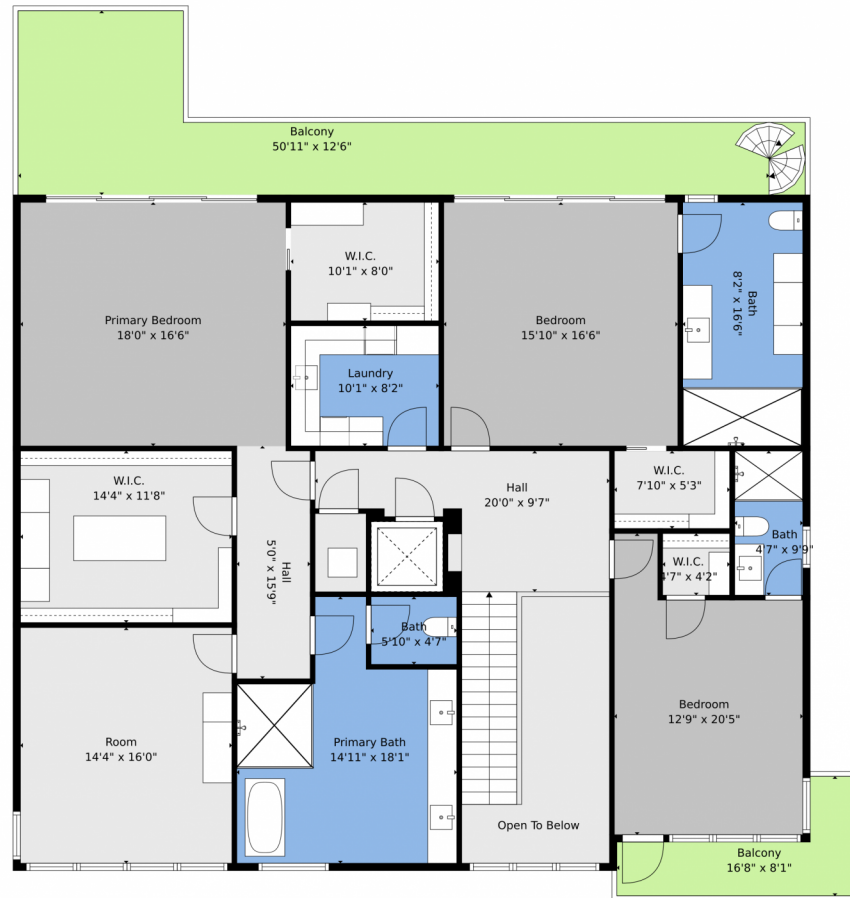 Balcony
50'11" x 12'6"
W.I.C.
10'1" x 8'0"
Bath
8'2" x 16'6"
Primary Bedroom
18'0" x 16'6"
Bedroom
15'10" x 16'6"
Laundry
10'1" x 8'2"
W.I.C.
14'4" x 11'8"
Hall
20'0" x 9'7"
W.I.C.
7'10" x 5'3"
Bath
4'7" x 9'9"
Hall
5'0" x 15'9"
W.I.C.
4'7" x 4'2"
Bath
5'10" x 4'7"
Room
14'4" x 16'0"
Primary Bath
14'11" x 18'1"
Bedroom
12'9" x 20'5"
Open To Below
Balcony
16'8" x 8'1"